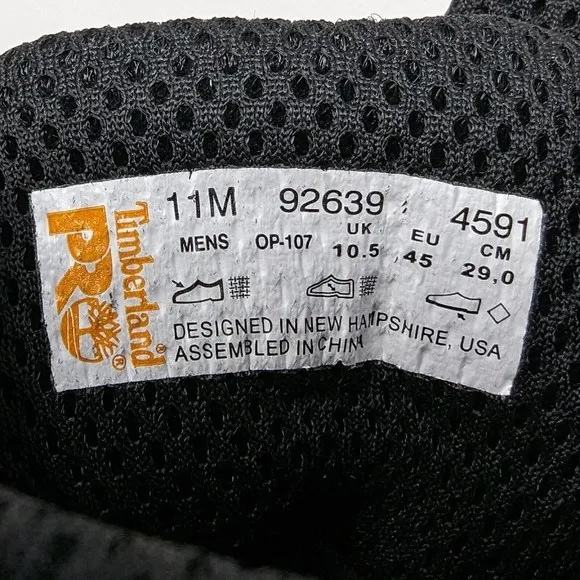 Timberland®
PRO®
11M 92639 4591
MENS OP-107 UK 10.5 EU 45 CM 29,0
DESIGNED IN NEW HAMPSHIRE, USA
ASSEMBLED IN CHINA